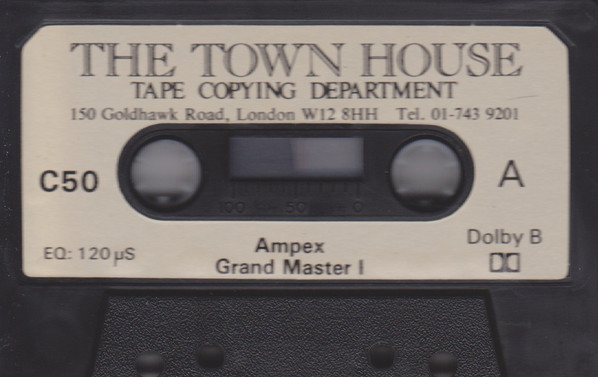 THE TOWN HOUSE
TAPE COPYING DEPARTMENT
150 Goldhawk Road, London W12 8HH Tel. 01-743 9201
C50
A
100 50 0
EQ: 120 µS
Ampex
Grand Master I
Dolby B